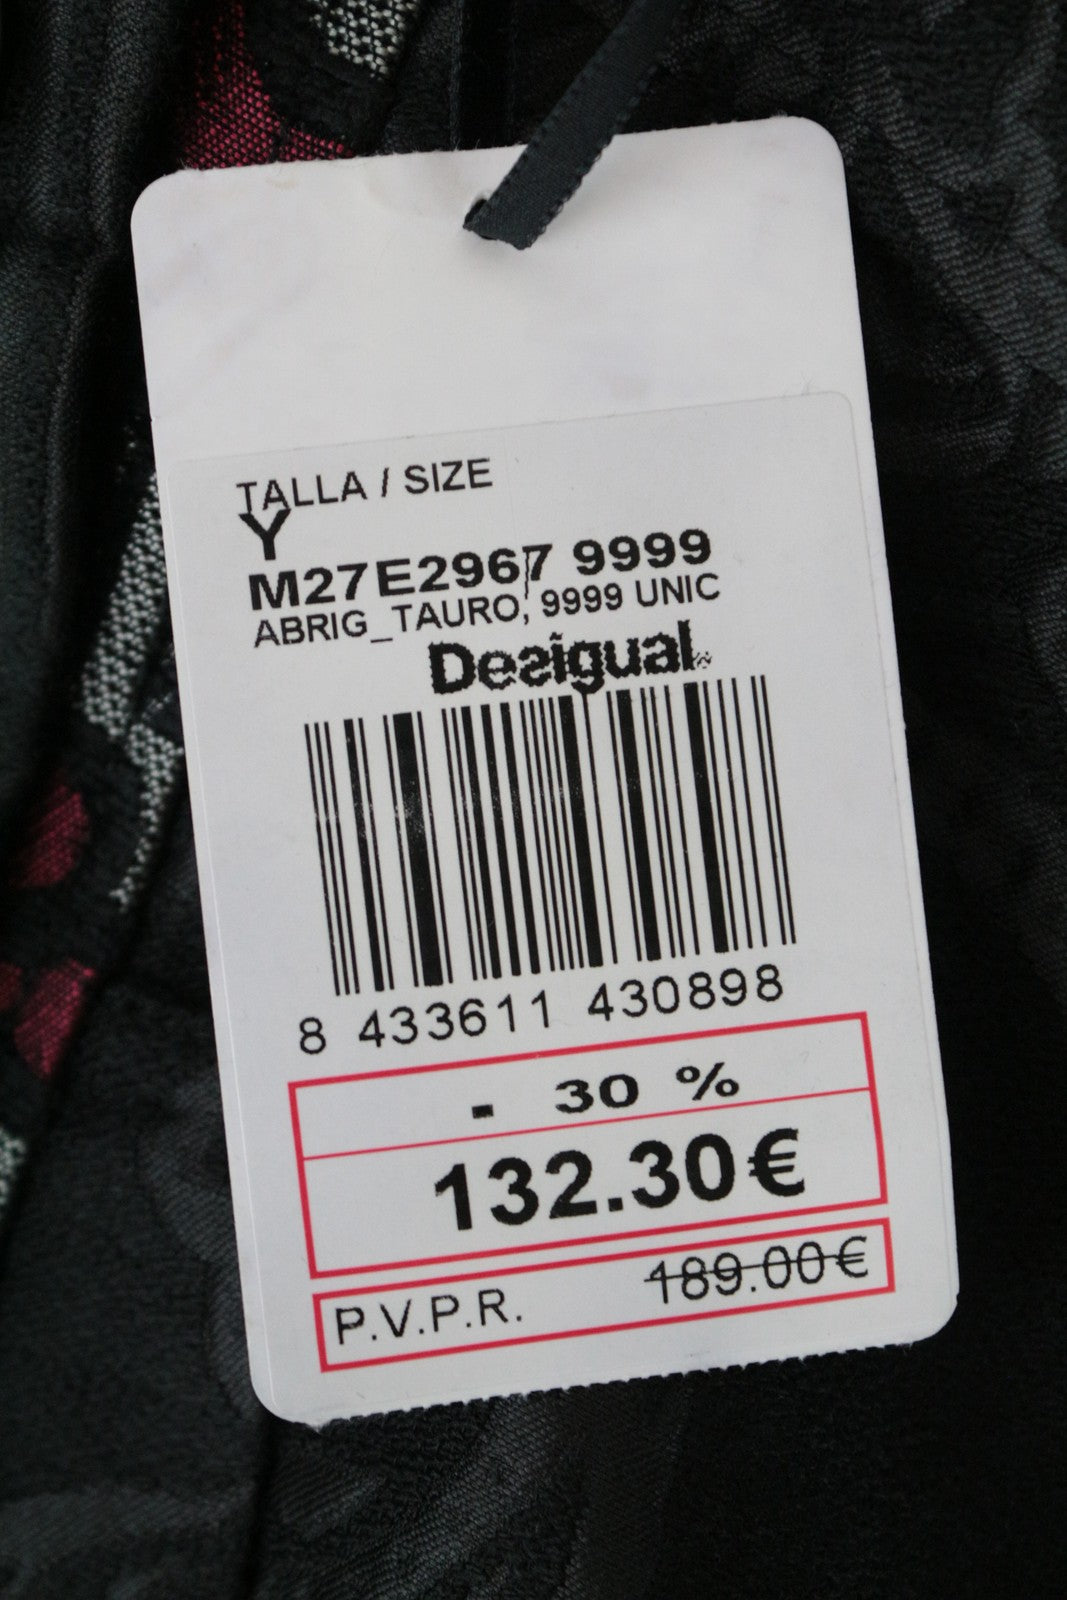 TALLA / SIZE
Y
M27E2967 9999
ABRIG_TAURO, 9999 UNIC
Desigual.
8 433611 430898
- 30 %
132.30€
P.V.P.R. 189.00€